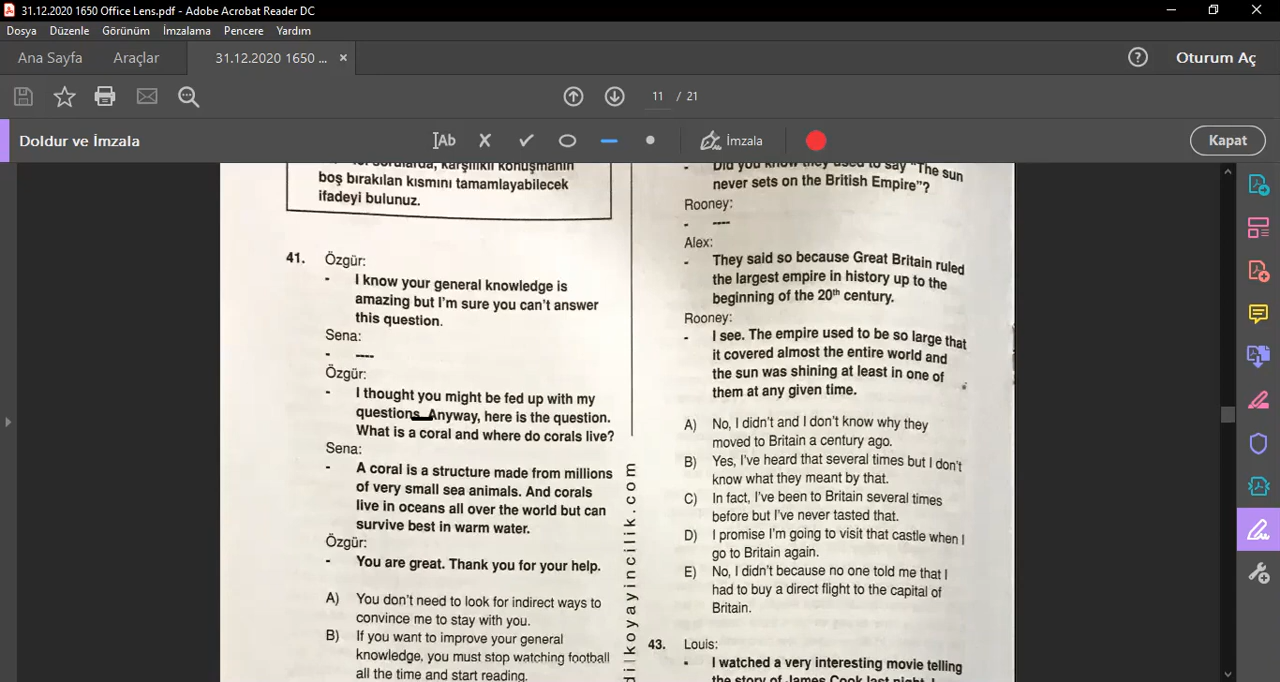 31.12.2020 1650 Office Lens.pdf - Adobe Acrobat Reader DC
Dosya Düzenle Görünüm İmzalama Pencere Yardım
Ana Sayfa Araçlar 31.12.2020 1650 ... × ? Oturum Aç
11 / 21
Doldur ve İmzala Ab İmzala Kapat
karşılıklı konuşmanın
boş bırakılan kısmını tamamlayabilecek
ifadeyi bulunuz.
41. Özgür:
- I know your general knowledge is
amazing but I'm sure you can't answer
this question.
Sena:
- ----
Özgür:
- I thought you might be fed up with my
questions. Anyway, here is the question.
What is a coral and where do corals live?
Sena:
- A coral is a structure made from millions
of very small sea animals. And corals
live in oceans all over the world but can
survive best in warm water.
Özgür:
- You are great. Thank you for your help.
A) You don't need to look for indirect ways to
convince me to stay with you.
B) If you want to improve your general
knowledge, you must stop watching football
all the time and start reading.
dilkoyayincilik.com
- Did you know they used to say "The sun
never sets on the British Empire"?
Rooney:
- ----
Alex:
- They said so because Great Britain ruled
the largest empire in history up to the
beginning of the 20th century.
Rooney:
- I see. The empire used to be so large that
it covered almost the entire world and
the sun was shining at least in one of
them at any given time.
A) No, I didn't and I don't know why they
moved to Britain a century ago.
B) Yes, I've heard that several times but I don't
know what they meant by that.
C) In fact, I've been to Britain several times
before but I've never tasted that.
D) I promise I'm going to visit that castle when I
go to Britain again.
E) No, I didn't because no one told me that I
had to buy a direct flight to the capital of
Britain.
43. Louis:
- I watched a very interesting movie telling
the story of James Cook last night. I